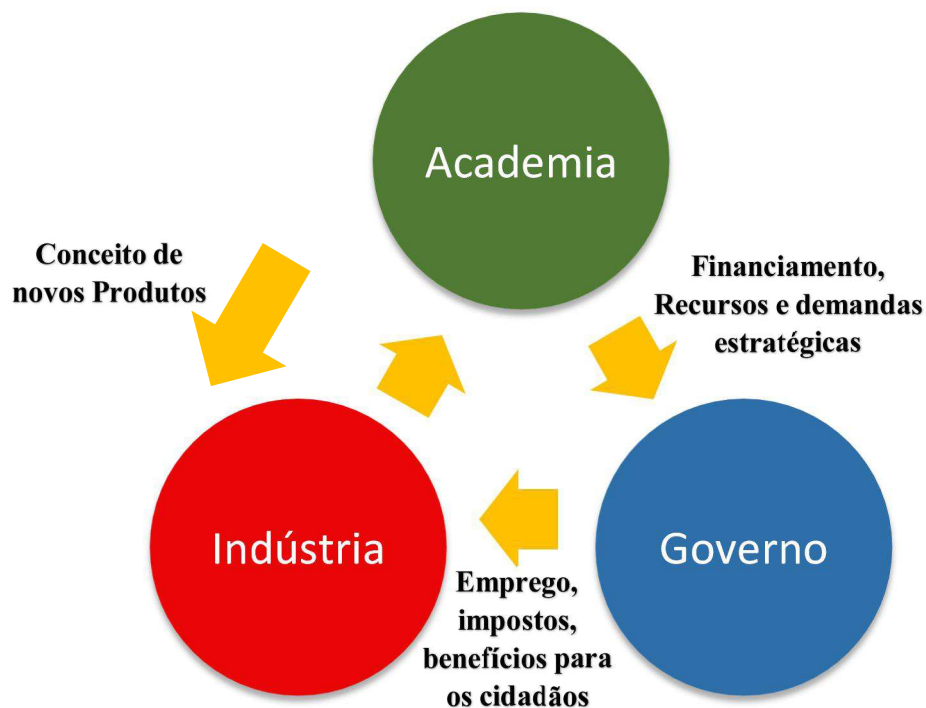 Academia
Conceito de
novos Produtos
Financiamento,
Recursos e demandas
estratégicas
Indústria
Governo
Emprego,
impostos,
benefícios para
os cidadãos